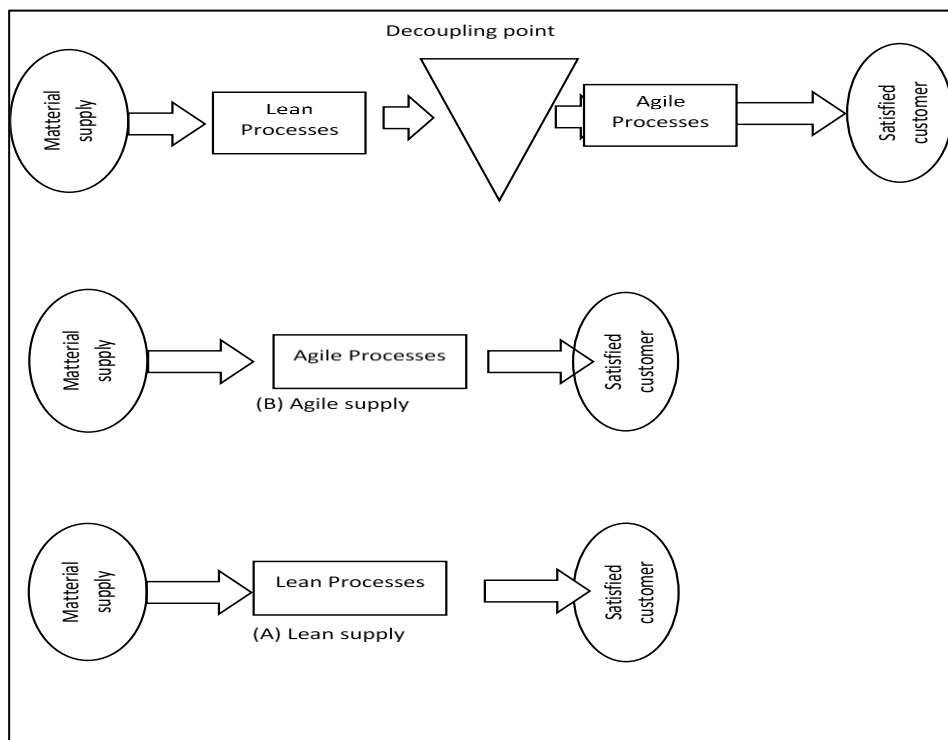 Decoupling point
Matterial
supply
Lean
Processes
Agile
Processes
Satisfied
customer
Matterial
supply
Agile Processes
(B) Agile supply
Satisfied
customer
Matterial
supply
Lean Processes
(A) Lean supply
Satisfied
customer